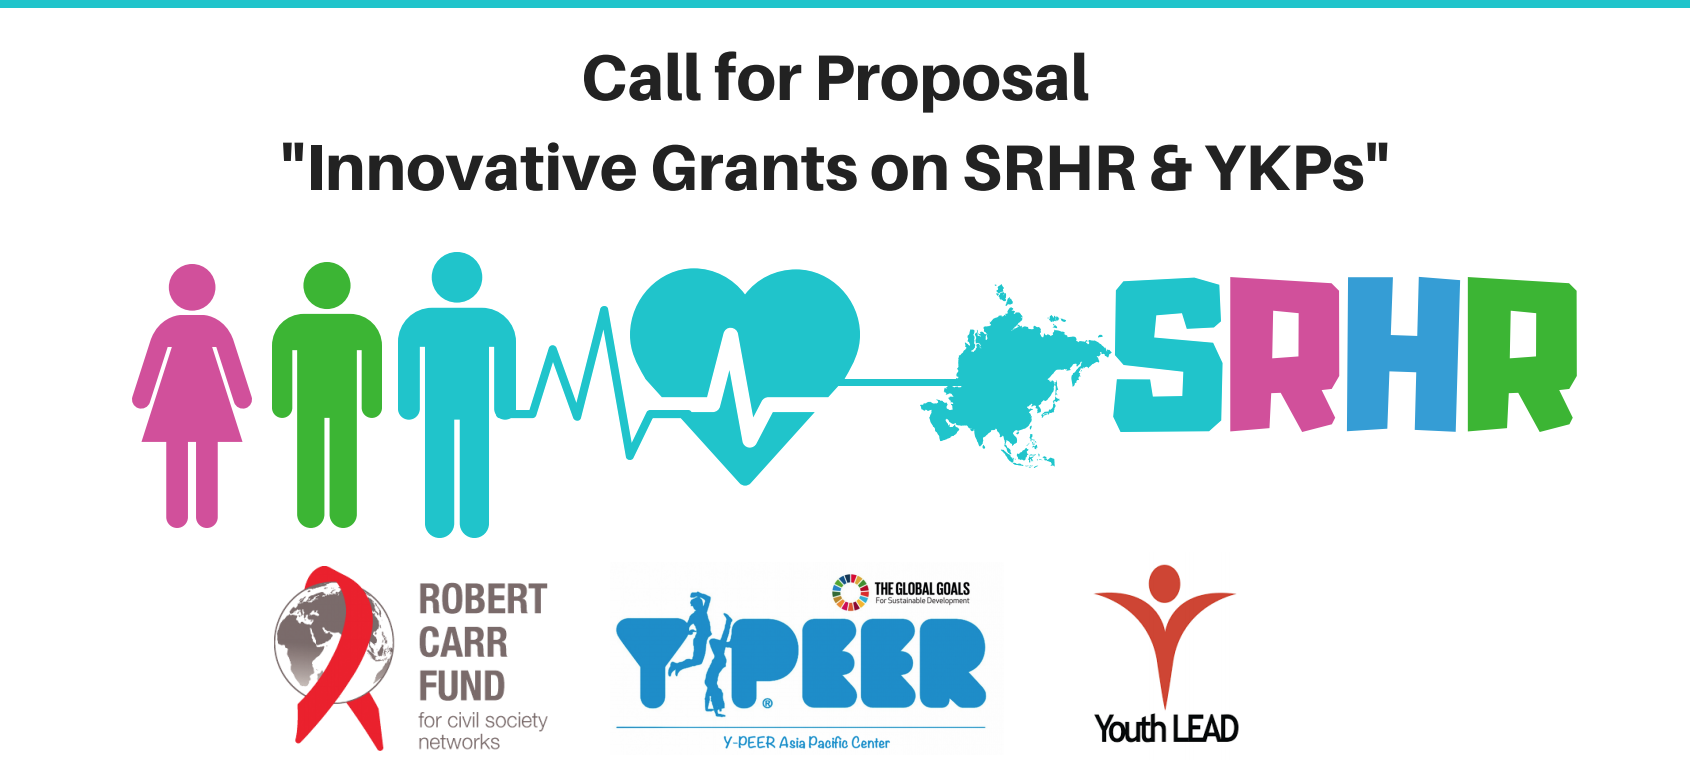 Call for Proposal
"Innovative Grants on SRHR & YKPs"
SRHR
ROBERT
CARR
FUND
for civil society
networks
THE GLOBAL GOALS
For Sustainable Development
Y-PEER
®
Y-PEER Asia Pacific Center
Youth LEAD